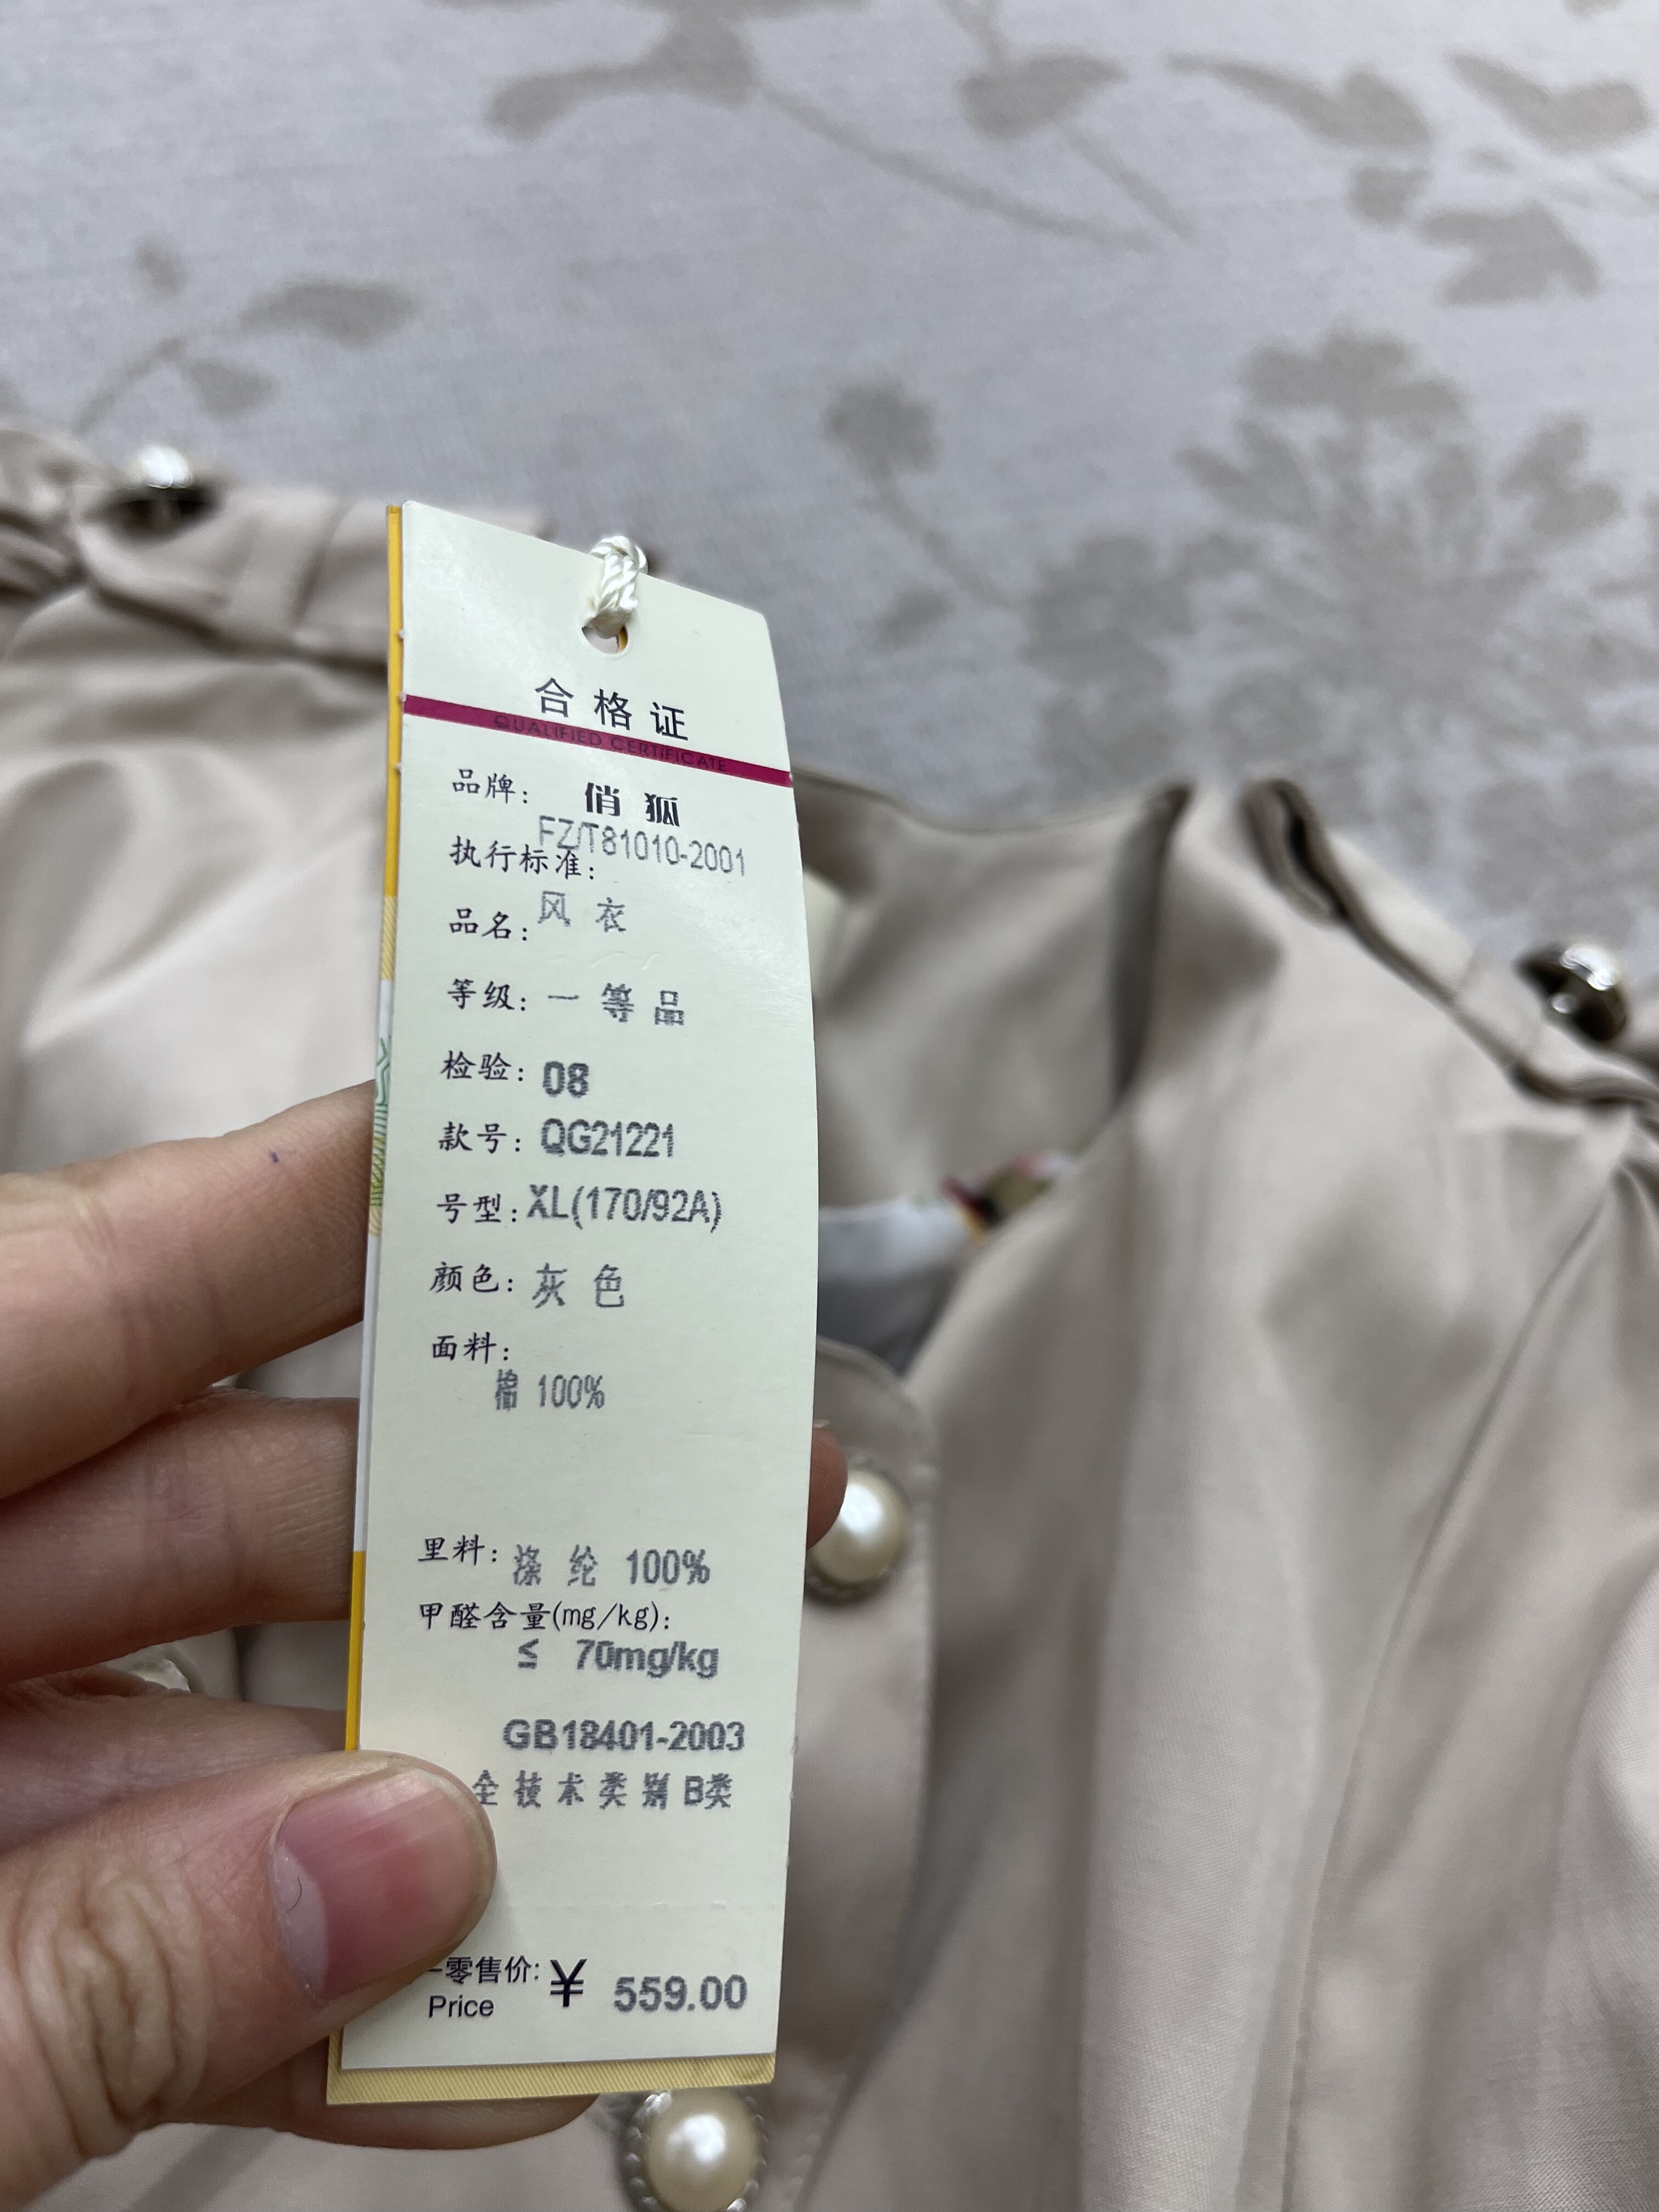 合格证
QUALIFIED CERTIFICATE
品牌: 俏狐
执行标准: FZ/T81010-2001
品名: 风衣
等级: 一等品
检验: 08
款号: QG21221
号型: XL(170/92A)
颜色: 灰色
面料:
棉 100%
里料: 涤纶 100%
甲醛含量(mg/kg):
≤ 70mg/kg
GB18401-2003
全技术类别B类
零售价: ¥ 559.00
Price